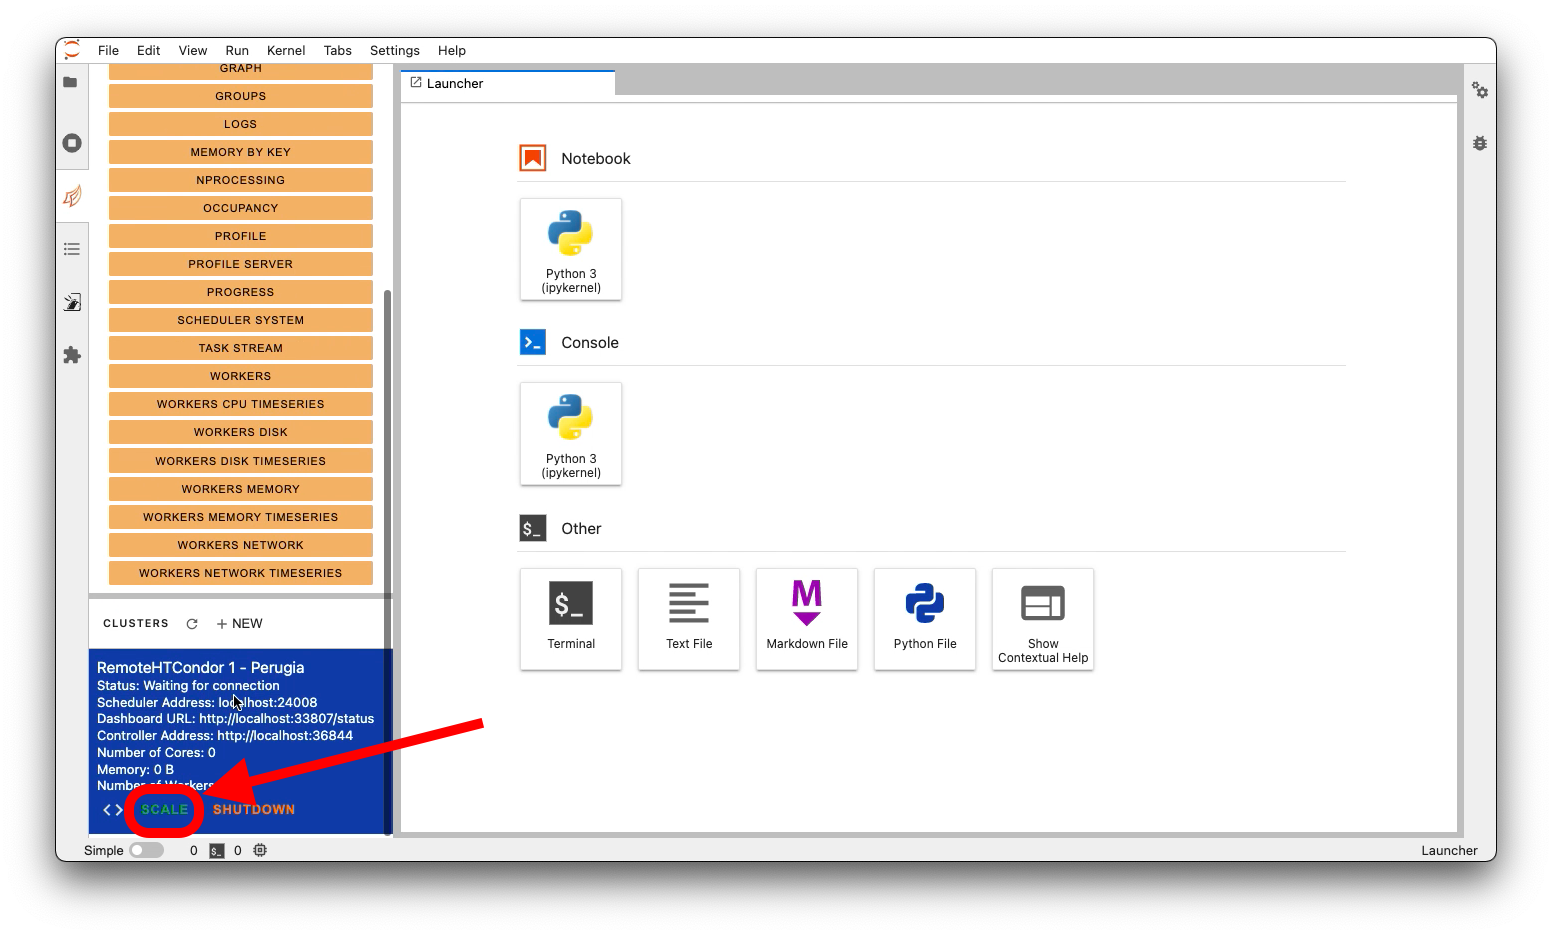 File Edit View Run Kernel Tabs Settings Help
GRAPH
GROUPS
LOGS
MEMORY BY KEY
NPROCESSING
OCCUPANCY
PROFILE
PROFILE SERVER
PROGRESS
SCHEDULER SYSTEM
TASK STREAM
WORKERS
WORKERS CPU TIMESERIES
WORKERS DISK
WORKERS DISK TIMESERIES
WORKERS MEMORY
WORKERS MEMORY TIMESERIES
WORKERS NETWORK
WORKERS NETWORK TIMESERIES
CLUSTERS + NEW
RemoteHTCondor 1 - Perugia
Status: Waiting for connection
Scheduler Address: localhost:24008
Dashboard URL: http://localhost:33807/status
Controller Address: http://localhost:36844
Number of Cores: 0
Memory: 0 B
Number of Workers
<> SCALE SHUTDOWN
Launcher
Notebook
Python 3
(ipykernel)
Console
Python 3
(ipykernel)
$_ Other
$_
Terminal
Text File
M
Markdown File
Python File
Show
Contextual Help
Simple 0 $_ 0
Launcher